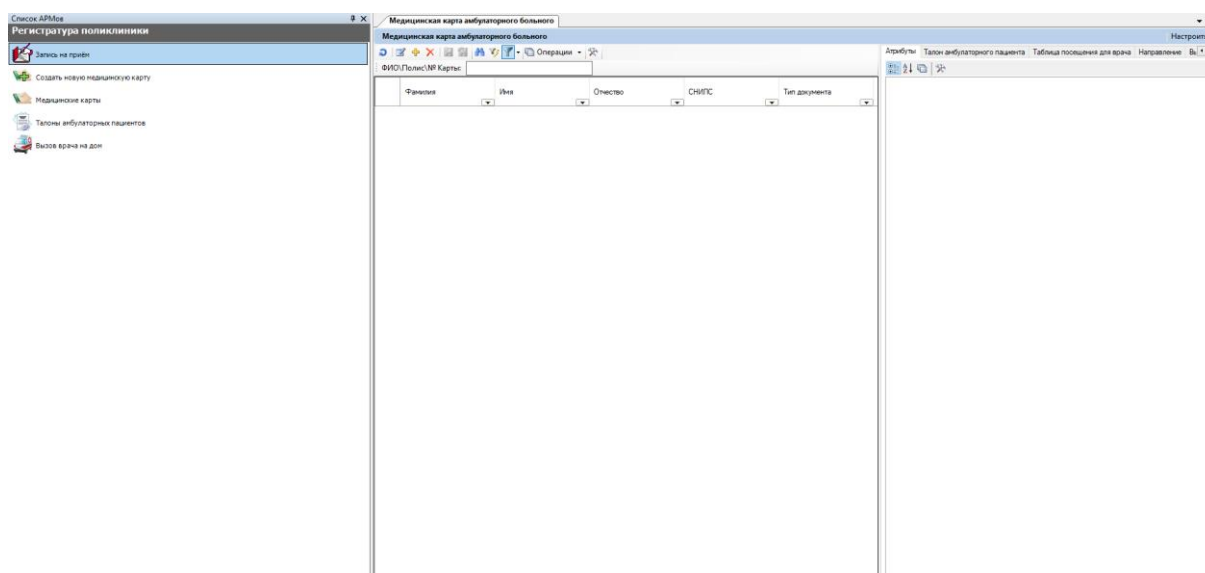 Список АРМов
Регистратура поликлиники
Запись на приём
Создать новую медицинскую карту
Медицинские карты
Талоны амбулаторных пациентов
Вызов врача на дом
Медицинская карта амбулаторного больного
Медицинская карта амбулаторного больного
Настроит
Операции
ФИО\Полис\№ Карты:
Фамилия Имя Отчество СНИПС Тип документа
Атрибуты Талон амбулаторного пациента Таблица посещения для врача Направление